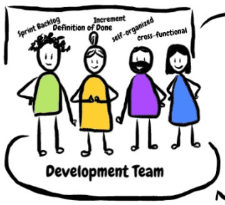 Sprint Backlog
Increment
Definition of Done
self-organized
cross-functional
Development Team